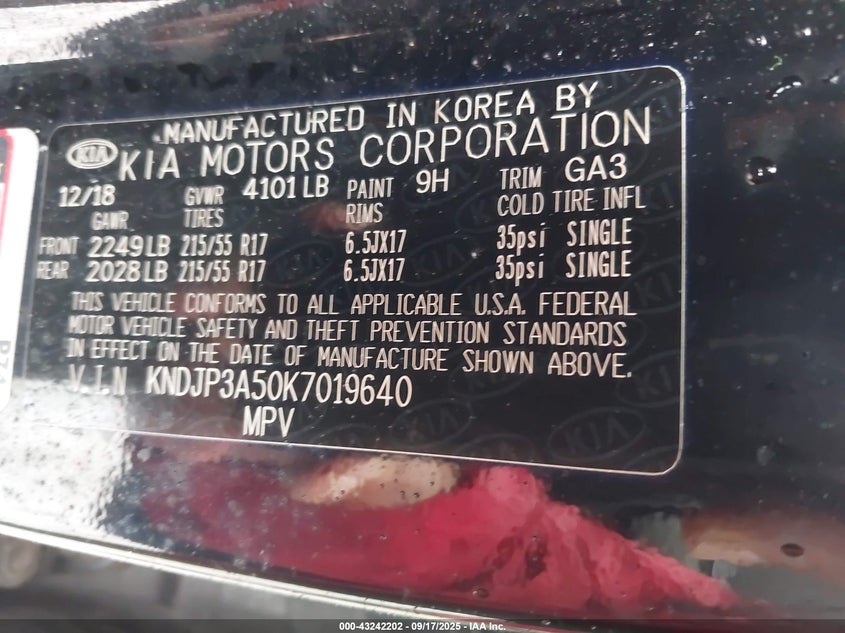 MANUFACTURED IN KOREA BY
KIA KIA MOTORS CORPORATION
12/18 GVWR 4101 LB PAINT 9H TRIM GA3
GAWR TIRES RIMS COLD TIRE INFL
FRONT 2249 LB 215/55 R17 6.5JX17 35psi SINGLE
REAR 2028 LB 215/55 R17 6.5JX17 35psi SINGLE
THIS VEHICLE CONFORMS TO ALL APPLICABLE U.S.A. FEDERAL
MOTOR VEHICLE SAFETY AND THEFT PREVENTION STANDARDS
IN EFFECT ON THE DATE OF MANUFACTURE SHOWN ABOVE.
V.I.N KNDJP3A50K7019640
MPV
000-43242202 - 09/17/2025 - IAA Inc.